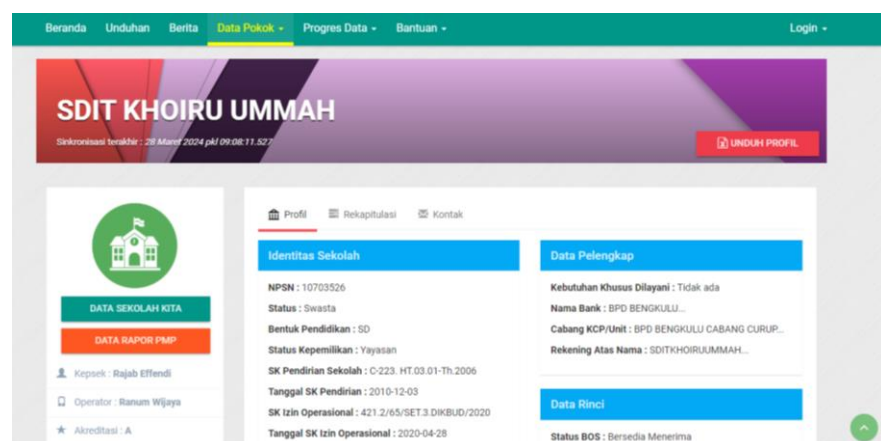 Beranda Unduhan Berita Data Pokok Progres Data Bantuan Login
SDIT KHOIRU UMMAH
Sinkronisasi terakhir : 28 Maret 2024 pkl 09:08:11.527
UNDUH PROFIL
DATA SEKOLAH KITA
DATA RAPOR PMP
Kepsek : Rajab Effendi
Operator : Ranum Wijaya
Akreditasi : A
Profil Rekapitulasi Kontak
Identitas Sekolah
NPSN : 10703526
Status : Swasta
Bentuk Pendidikan : SD
Status Kepemilikan : Yayasan
SK Pendirian Sekolah : C-223. HT.03.01-Th.2006
Tanggal SK Pendirian : 2010-12-03
SK Izin Operasional : 421.2/65/SET.3.DIKBUD/2020
Tanggal SK Izin Operasional : 2020-04-28
Data Pelengkap
Kebutuhan Khusus Dilayani : Tidak ada
Nama Bank : BPD BENGKULU...
Cabang KCP/Unit : BPD BENGKULU CABANG CURUP...
Rekening Atas Nama : SDITKHOIRUUMMAH...
Data Rinci
Status BOS : Bersedia Menerima